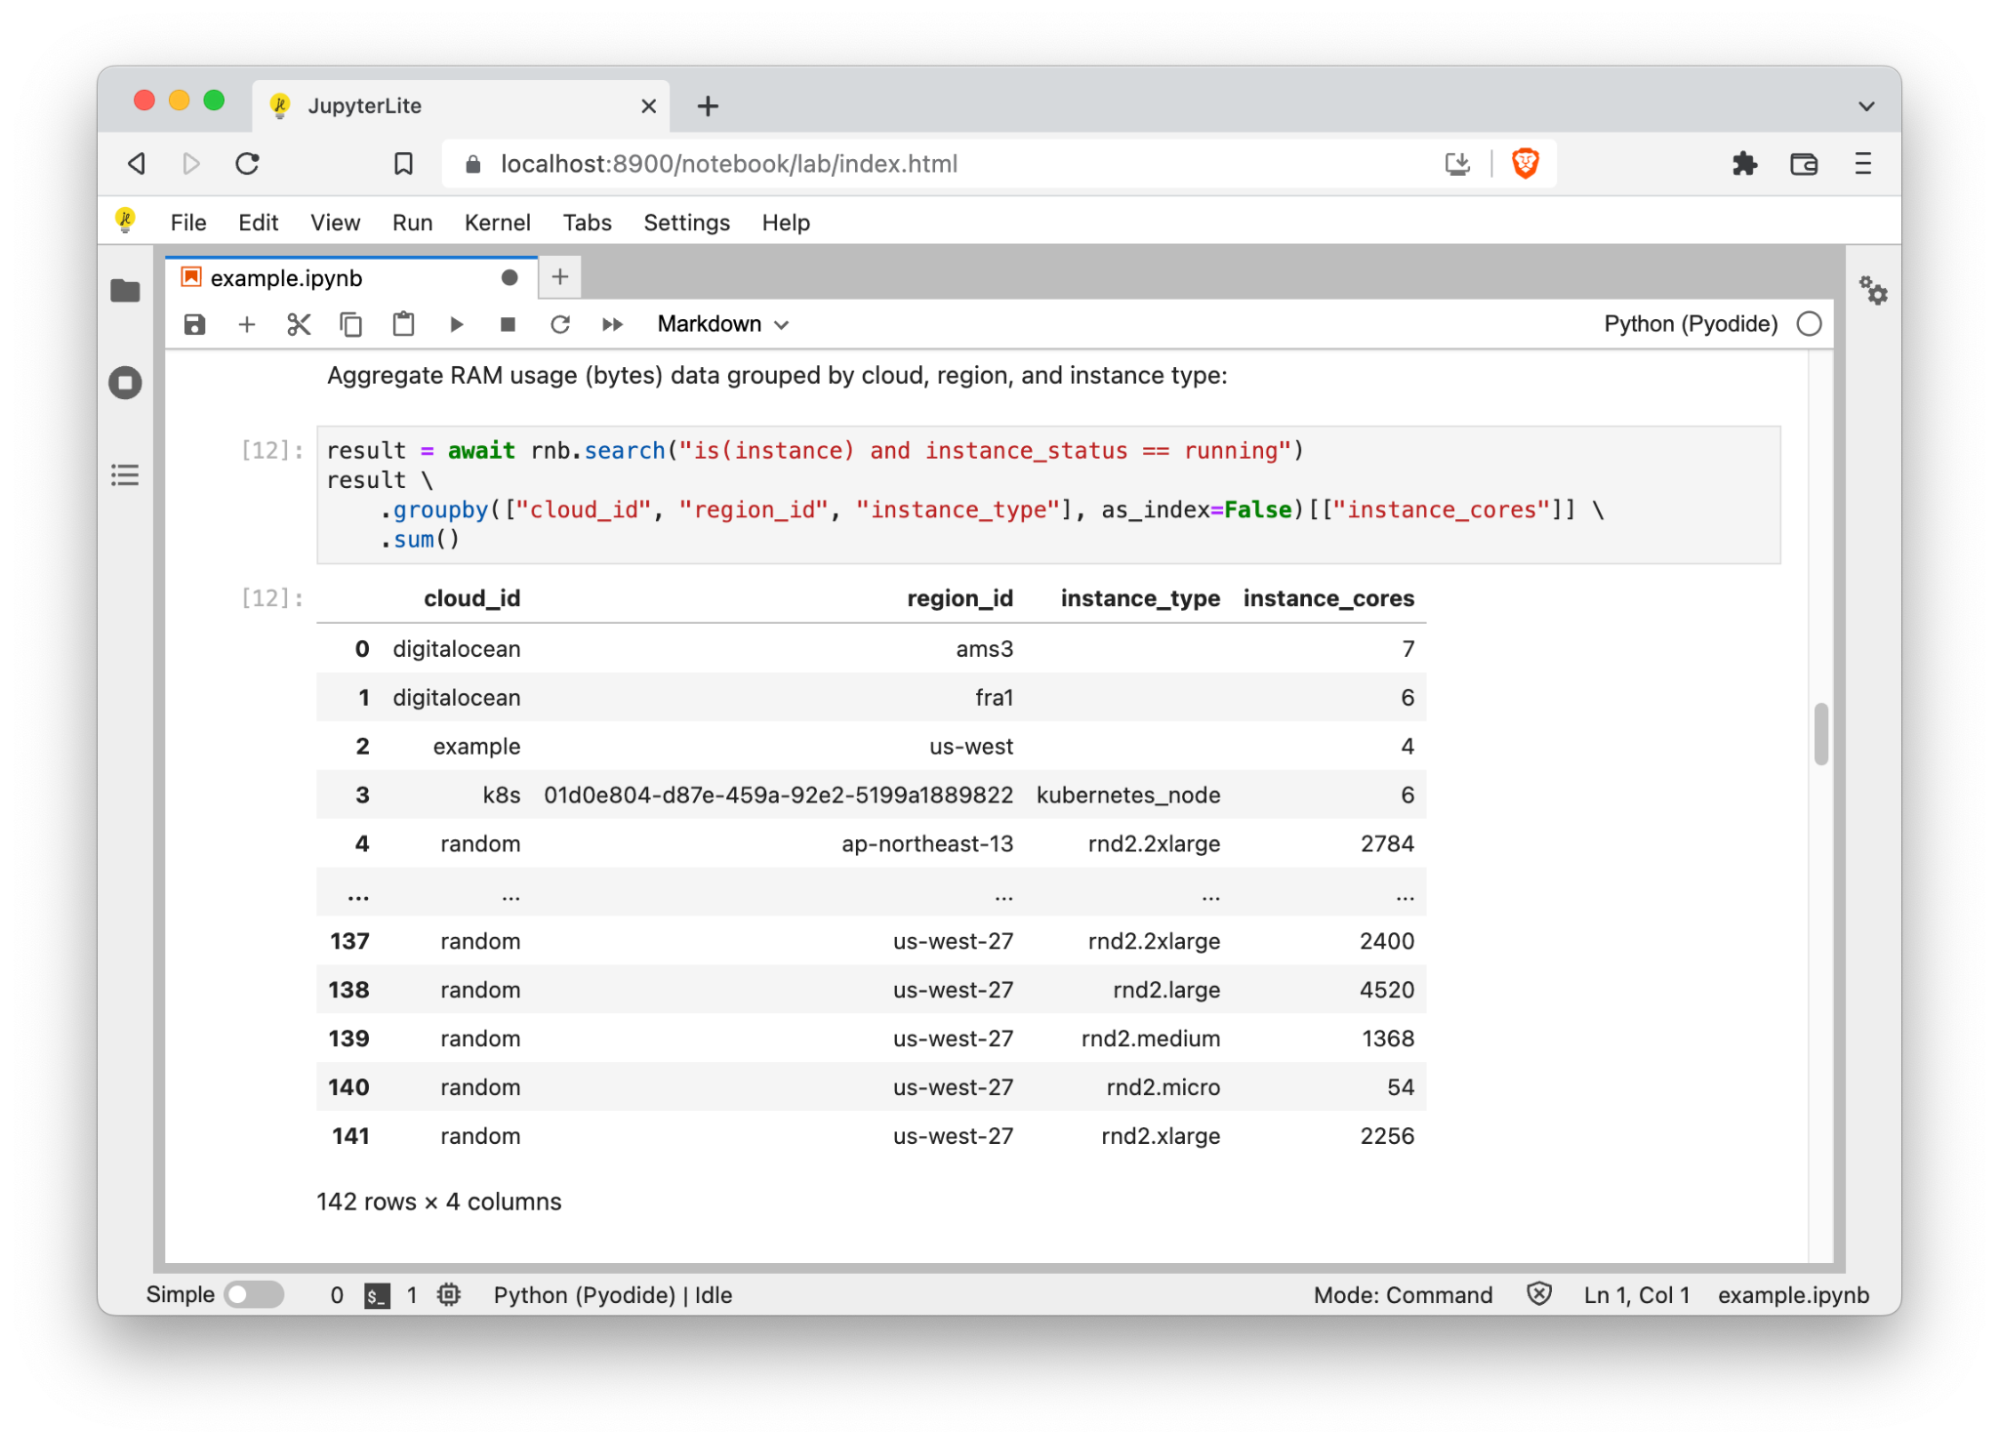 JupyterLite
localhost:8900/notebook/lab/index.html
File Edit View Run Kernel Tabs Settings Help
example.ipynb
Markdown Python (Pyodide)
Aggregate RAM usage (bytes) data grouped by cloud, region, and instance type:
[12]: result = await rnb.search("is(instance) and instance_status == running")
result \
    .groupby(["cloud_id", "region_id", "instance_type"], as_index=False)[["instance_cores"]] \
    .sum()
[12]: cloud_id region_id instance_type instance_cores
0 digitalocean ams3 7
1 digitalocean fra1 6
2 example us-west 4
3 k8s 01d0e804-d87e-459a-92e2-5199a1889822 kubernetes_node 6
4 random ap-northeast-13 rnd2.2xlarge 2784
... ... ... ... ...
137 random us-west-27 rnd2.2xlarge 2400
138 random us-west-27 rnd2.large 4520
139 random us-west-27 rnd2.medium 1368
140 random us-west-27 rnd2.micro 54
141 random us-west-27 rnd2.xlarge 2256
142 rows × 4 columns
Simple 0 $_ 1 Python (Pyodide) | Idle Mode: Command Ln 1, Col 1 example.ipynb